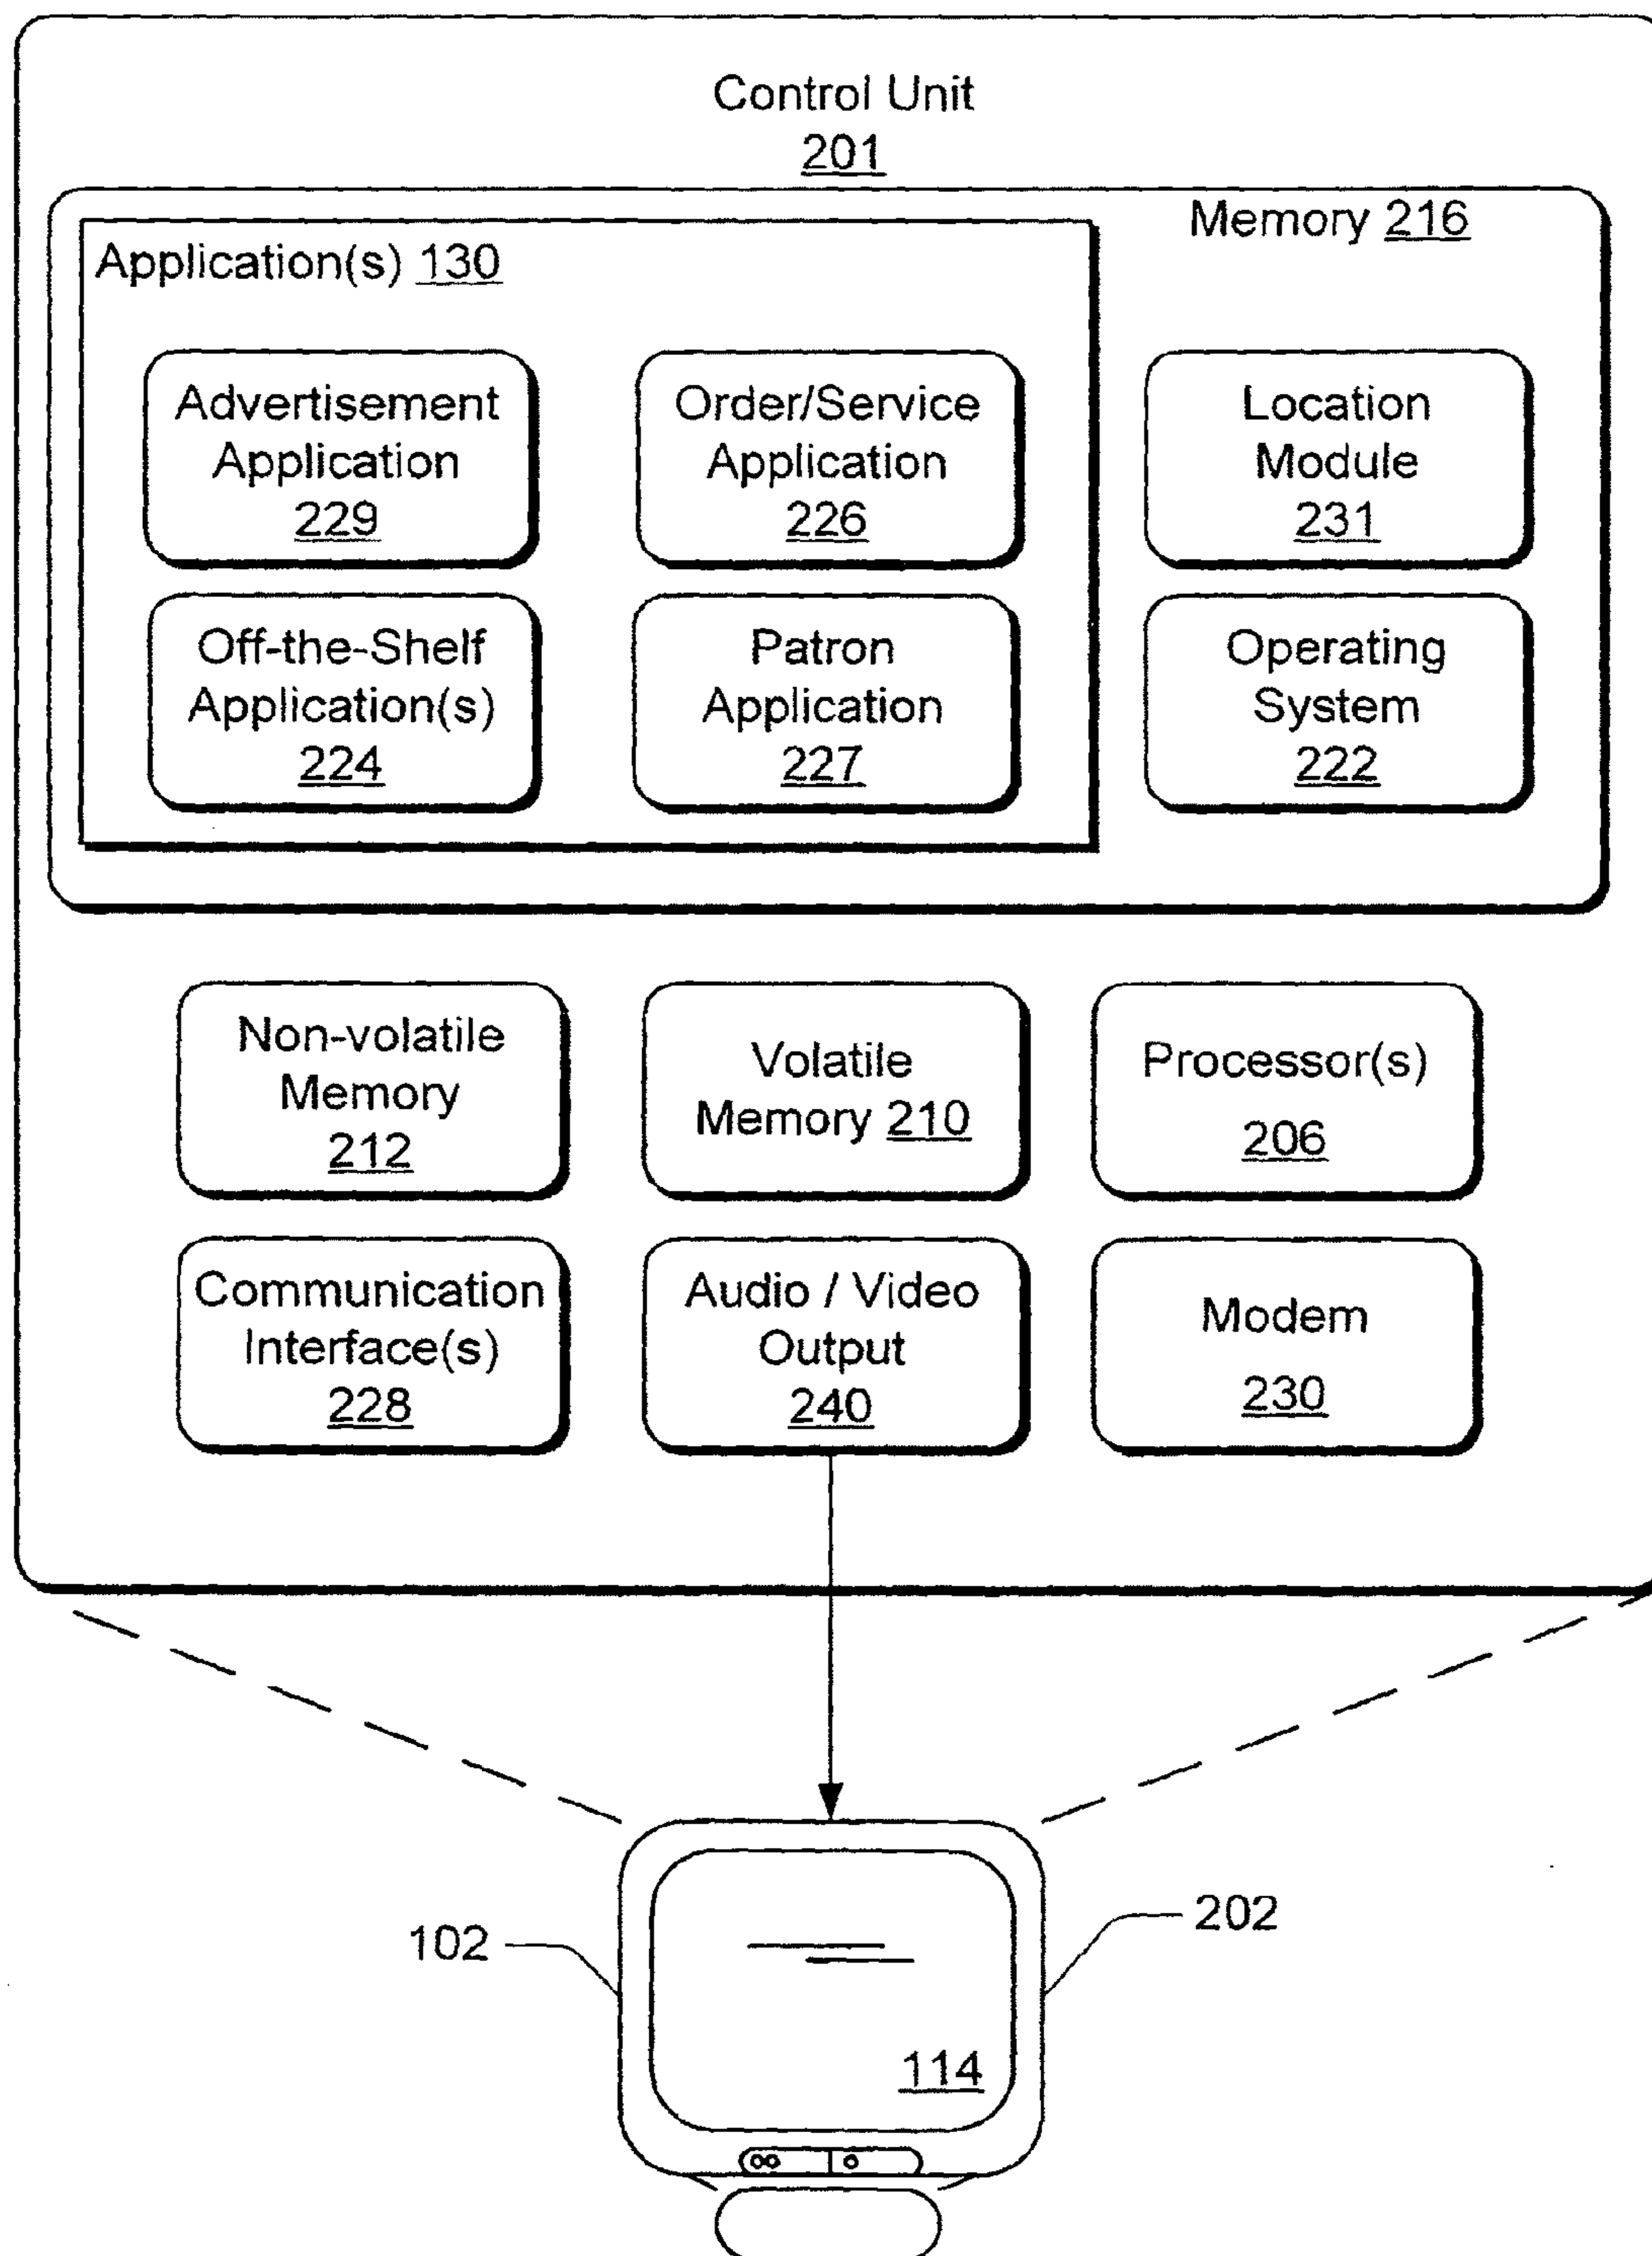 Control Unit
201
Memory 216
Application(s) 130
Advertisement
Application
229
Order/Service
Application
226
Location
Module
231
Off-the-Shelf
Application(s)
224
Patron
Application
227
Operating
System
222
Non-volatile
Memory
212
Volatile
Memory 210
Processor(s)
206
Communication
Interface(s)
228
Audio / Video
Output
240
Modem
230
102
202
114